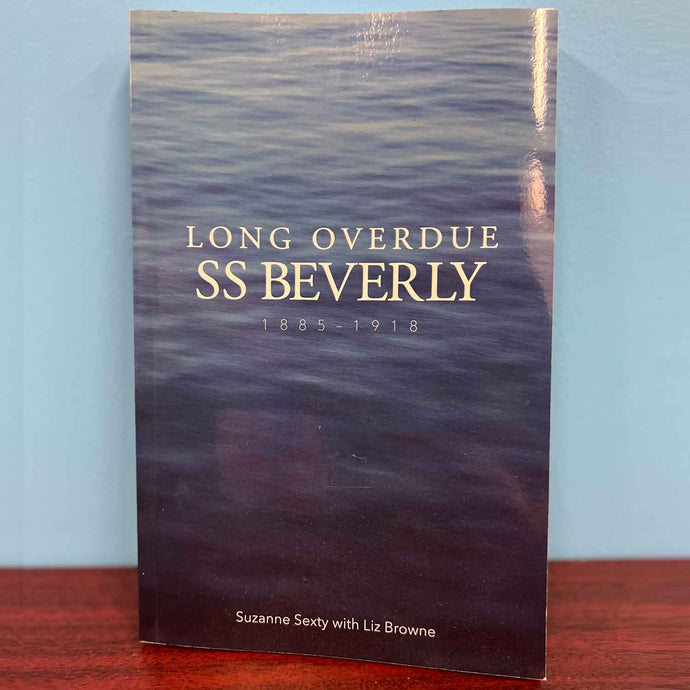 LONG OVERDUE
SS BEVERLY
1885-1918
Suzanne Sexty with Liz Browne